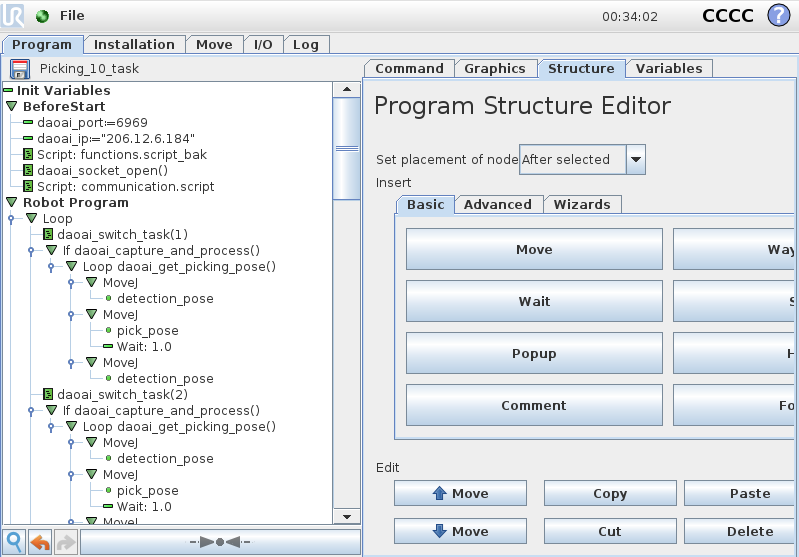 UR File 00:34:02 CCCC ?
Program Installation Move I/O Log
Picking_10_task
Command Graphics Structure Variables
Init Variables
BeforeStart
daoai_port:=6969
daoai_ip:="206.12.6.184"
Script: functions.script_bak
daoai_socket_open()
Script: communication.script
Robot Program
Loop
daoai_switch_task(1)
If daoai_capture_and_process()
Loop daoai_get_picking_pose()
MoveJ
detection_pose
MoveJ
pick_pose
Wait: 1.0
MoveJ
detection_pose
daoai_switch_task(2)
If daoai_capture_and_process()
Loop daoai_get_picking_pose()
MoveJ
detection_pose
MoveJ
pick_pose
Wait: 1.0
MoveJ
Program Structure Editor
Set placement of node After selected
Insert
Basic Advanced Wizards
Move Way
Wait S
Popup H
Comment Fo
Edit
Move Copy Paste
Move Cut Delete